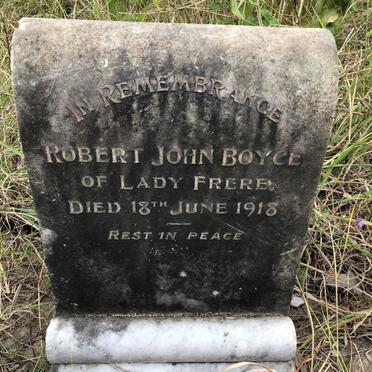 IN REMEMBRANCE
ROBERT JOHN BOYCE
OF LADY FRERE
DIED 18TH JUNE 1918
REST IN PEACE